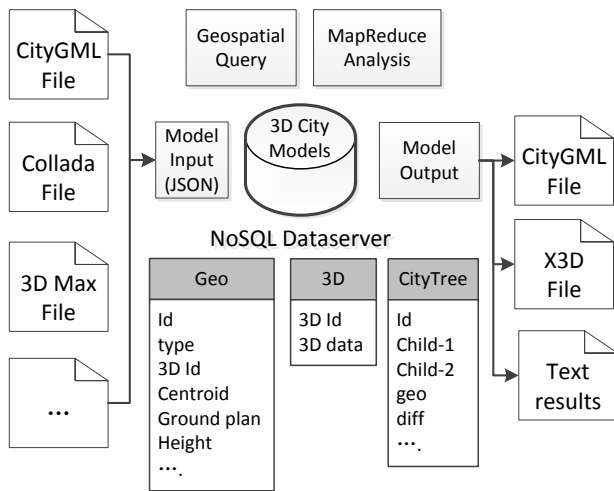 CityGML
File
Collada
File
3D Max
File
...
Geospatial
Query
MapReduce
Analysis
Model
Input
(JSON)
3D City
Models
Model
Output
CityGML
File
X3D
File
Text
results
NoSQL Dataserver
Geo
Id
type
3D Id
Centroid
Ground plan
Height
....
3D
3D Id
3D data
CityTree
Id
Child-1
Child-2
geo
diff
....